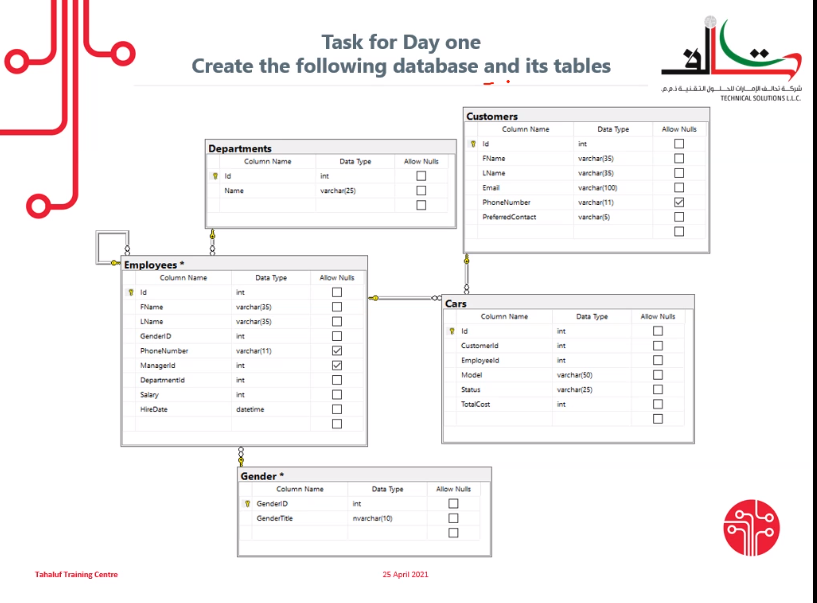 Task for Day one
Create the following database and its tables
TECHNICAL SOLUTIONS L.L.C.
Customers
Column Name Data Type Allow Nulls
Id int
FName varchar(35)
LName varchar(35)
Email varchar(100)
PhoneNumber varchar(11)
PreferredContact varchar(5)
Departments
Column Name Data Type Allow Nulls
Id int
Name varchar(25)
Employees *
Column Name Data Type Allow Nulls
Id int
FName varchar(35)
LName varchar(35)
GenderID int
PhoneNumber varchar(11)
ManagerId int
DepartmentId int
Salary int
HireDate datetime
Cars
Column Name Data Type Allow Nulls
Id int
CustomerId int
EmployeeId int
Model varchar(50)
Status varchar(25)
TotalCost int
Gender *
Column Name Data Type Allow Nulls
GenderID int
GenderTitle nvarchar(10)
Tahaluf Training Centre
25 April 2021